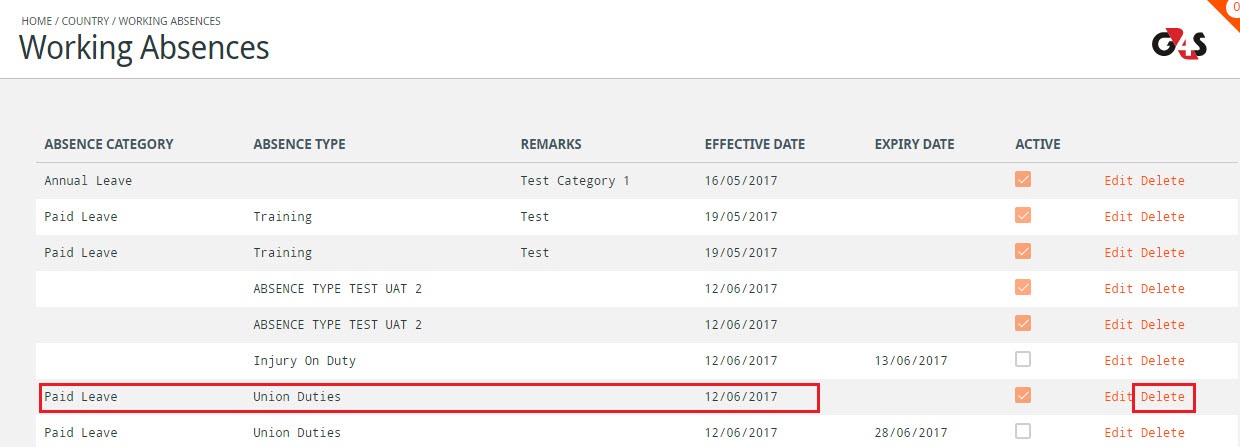 HOME / COUNTRY / WORKING ABSENCES
Working Absences
G4S
0
ABSENCE CATEGORY ABSENCE TYPE REMARKS EFFECTIVE DATE EXPIRY DATE ACTIVE
Annual Leave Test Category 1 16/05/2017 Edit Delete
Paid Leave Training Test 19/05/2017 Edit Delete
Paid Leave Training Test 19/05/2017 Edit Delete
ABSENCE TYPE TEST UAT 2 12/06/2017 Edit Delete
ABSENCE TYPE TEST UAT 2 12/06/2017 Edit Delete
Injury On Duty 12/06/2017 13/06/2017 Edit Delete
Paid Leave Union Duties 12/06/2017 Edit Delete
Paid Leave Union Duties 12/06/2017 28/06/2017 Edit Delete